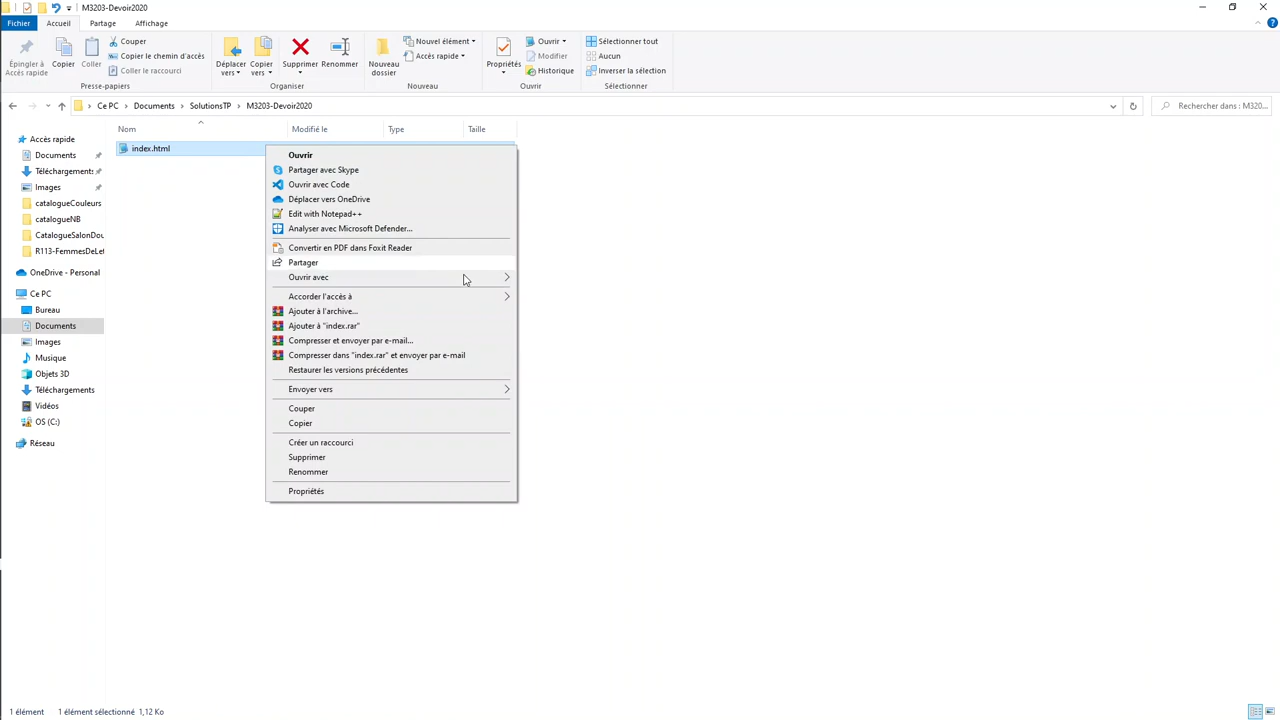 M3203-Devoir2020
Fichier Accueil Partage Affichage
Épingler à Accès rapide
Copier
Coller
Couper
Copier le chemin d'accès
Coller le raccourci
Presse-papiers
Déplacer vers
Copier vers
Supprimer
Renommer
Organiser
Nouveau dossier
Nouvel élément
Accès rapide
Nouveau
Propriétés
Ouvrir
Modifier
Historique
Ouvrir
Sélectionner tout
Aucun
Inverser la sélection
Sélectionner
Ce PC > Documents > SolutionsTP > M3203-Devoir2020
Rechercher dans : M320...
Nom Modifié le Type Taille
index.html
Accès rapide
Documents
Téléchargements
Images
catalogueCouleurs
catalogueNB
CatalogueSalonDou
R113-FemmesDeLet
OneDrive - Personal
Ce PC
Bureau
Documents
Images
Musique
Objets 3D
Téléchargements
Vidéos
OS (C:)
Réseau
Ouvrir
Partager avec Skype
Ouvrir avec Code
Déplacer vers OneDrive
Edit with Notepad++
Analyser avec Microsoft Defender...
Convertir en PDF dans Foxit Reader
Partager
Ouvrir avec
Accorder l'accès à
Ajouter à l'archive...
Ajouter à "index.rar"
Compresser et envoyer par e-mail...
Compresser dans "index.rar" et envoyer par e-mail
Restaurer les versions précédentes
Envoyer vers
Couper
Copier
Créer un raccourci
Supprimer
Renommer
Propriétés
1 élément 1 élément sélectionné 1,12 Ko